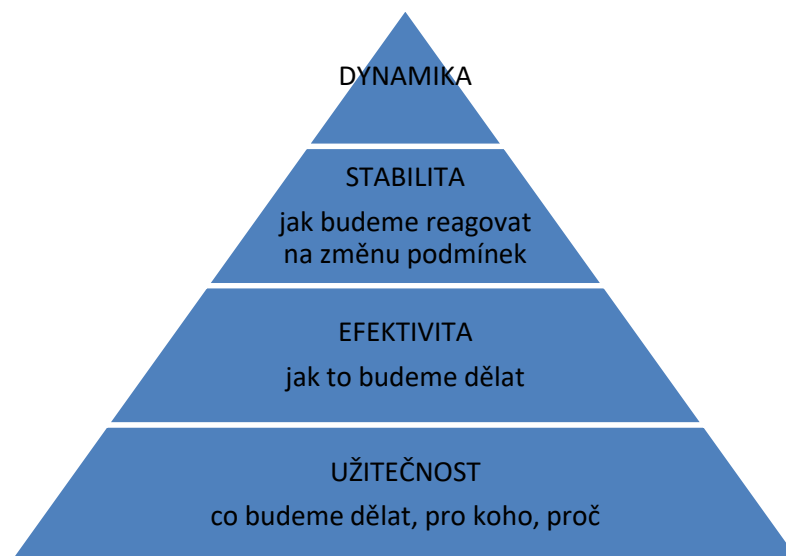 DYNAMIKA
STABILITA
jak budeme reagovat
na změnu podmínek
EFEKTIVITA
jak to budeme dělat
UŽITEČNOST
co budeme dělat, pro koho, proč